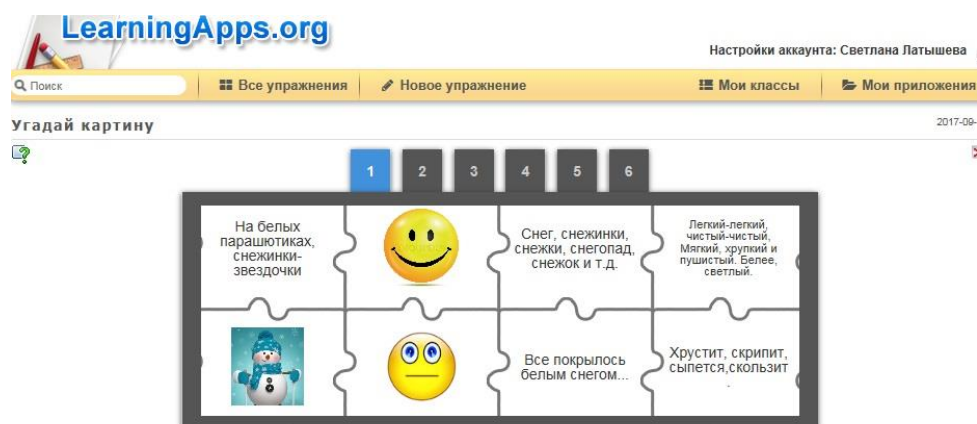 LearningApps.org
Настройки аккаунта: Светлана Латышева
Поиск
Все упражнения
Новое упражнение
Мои классы
Мои приложения
Угадай картину
2017-09-
1 2 3 4 5 6
На белых
парашютиках,
снежинки-
звездочки
Снег, снежинки,
снежки, снегопад,
снежок и т.д.
Легкий-легкий,
чистый-чистый,
Мягкий, хрупкий и
пушистый. Белее,
светлый.
Все покрылось
белым снегом...
Хрустит, скрипит,
сыпется,скользит
.